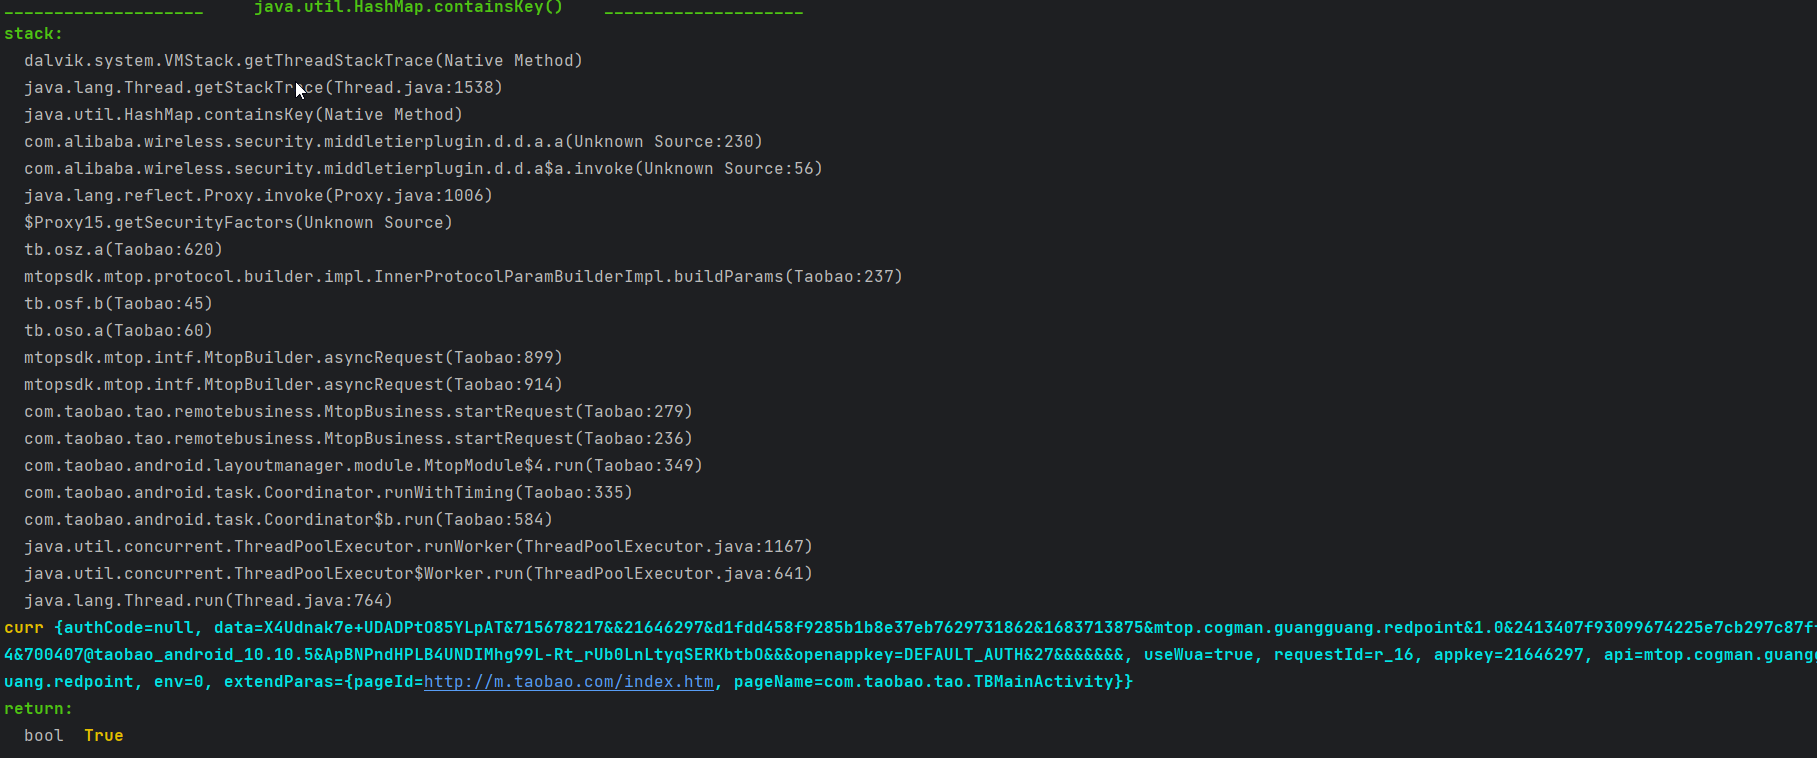 ____________________ java.util.HashMap.containsKey() ____________________
stack:
dalvik.system.VMStack.getThreadStackTrace(Native Method)
java.lang.Thread.getStackTrace(Thread.java:1538)
java.util.HashMap.containsKey(Native Method)
com.alibaba.wireless.security.middletierplugin.d.d.a.a(Unknown Source:230)
com.alibaba.wireless.security.middletierplugin.d.d.a$a.invoke(Unknown Source:56)
java.lang.reflect.Proxy.invoke(Proxy.java:1006)
$Proxy15.getSecurityFactors(Unknown Source)
tb.osz.a(Taobao:620)
mtopsdk.mtop.protocol.builder.impl.InnerProtocolParamBuilderImpl.buildParams(Taobao:237)
tb.osf.b(Taobao:45)
tb.oso.a(Taobao:60)
mtopsdk.mtop.intf.MtopBuilder.asyncRequest(Taobao:899)
mtopsdk.mtop.intf.MtopBuilder.asyncRequest(Taobao:914)
com.taobao.tao.remotebusiness.MtopBusiness.startRequest(Taobao:279)
com.taobao.tao.remotebusiness.MtopBusiness.startRequest(Taobao:236)
com.taobao.android.layoutmanager.module.MtopModule$4.run(Taobao:349)
com.taobao.android.task.Coordinator.runWithTiming(Taobao:335)
com.taobao.android.task.Coordinator$b.run(Taobao:584)
java.util.concurrent.ThreadPoolExecutor.runWorker(ThreadPoolExecutor.java:1167)
java.util.concurrent.ThreadPoolExecutor$Worker.run(ThreadPoolExecutor.java:641)
java.lang.Thread.run(Thread.java:764)
curr {authCode=null, data=X4Udnak7e+UDADPtO85YLpAT&715678217&&21646297&d1fdd458f9285b1b8e37eb7629731862&1683713875&mtop.cogman.guangguang.redpoint&1.0&2413407f93099674225e7cb297c87f
4&700407@taobao_android_10.10.5&ApBNPndHPLB4UNDIMhg99L-Rt_rUb0LnLtyqSERKbtbO&&&openappkey=DEFAULT_AUTH&27&&&&&&&, useWua=true, requestId=r_16, appkey=21646297, api=mtop.cogman.guangg
uang.redpoint, env=0, extendParas={pageId=http://m.taobao.com/index.htm, pageName=com.taobao.tao.TBMainActivity}}
return:
bool True